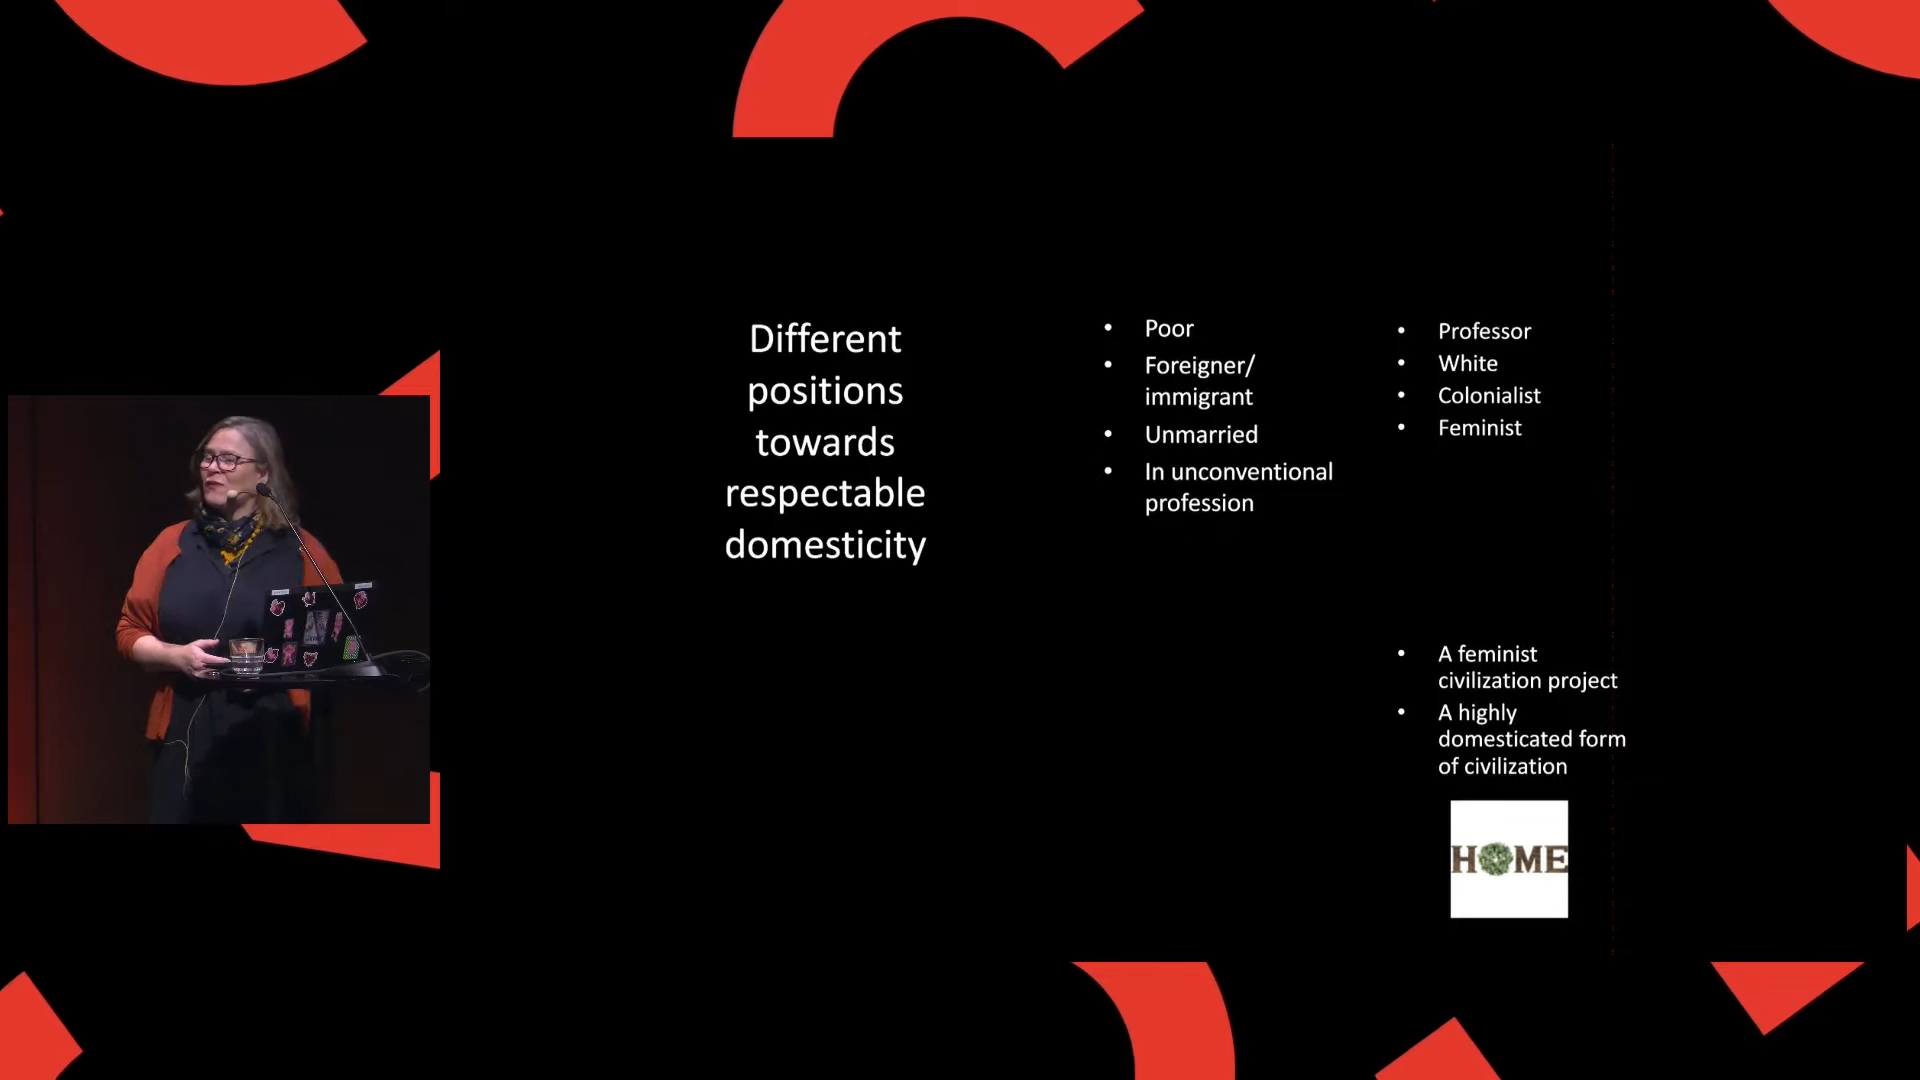 Different
positions
towards
respectable
domesticity
• Poor
• Foreigner/
immigrant
• Unmarried
• In unconventional
profession
• Professor
• White
• Colonialist
• Feminist
• A feminist
civilization project
• A highly
domesticated form
of civilization
HOME